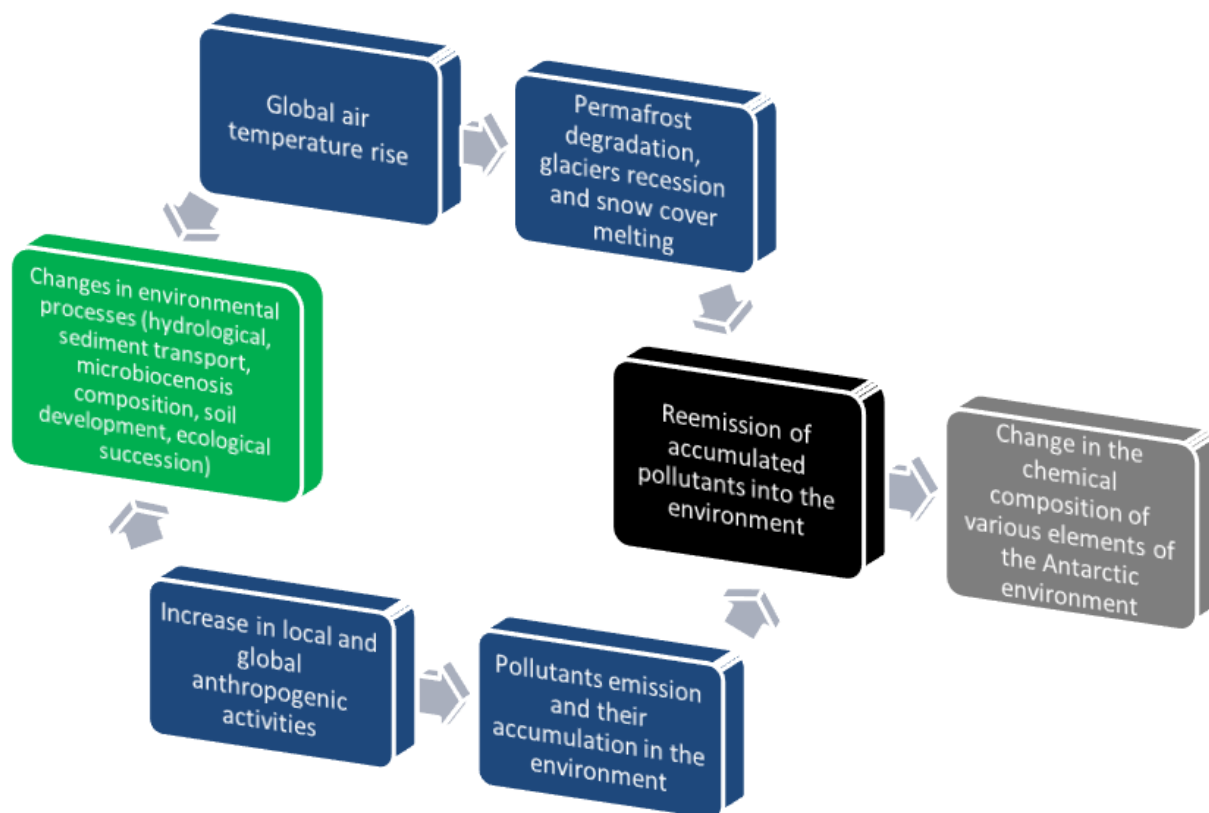 Global air
temperature rise
Permafrost
degradation,
glaciers recession
and snow cover
melting
Changes in environmental
processes (hydrological,
sediment transport,
microbiocenosis
composition, soil
development, ecological
succession)
Reemission of
accumulated
pollutants into the
environment
Change in the
chemical
composition of
various elements of
the Antarctic
environment
Increase in local and
global
anthropogenic
activities
Pollutants emission
and their
accumulation in the
environment